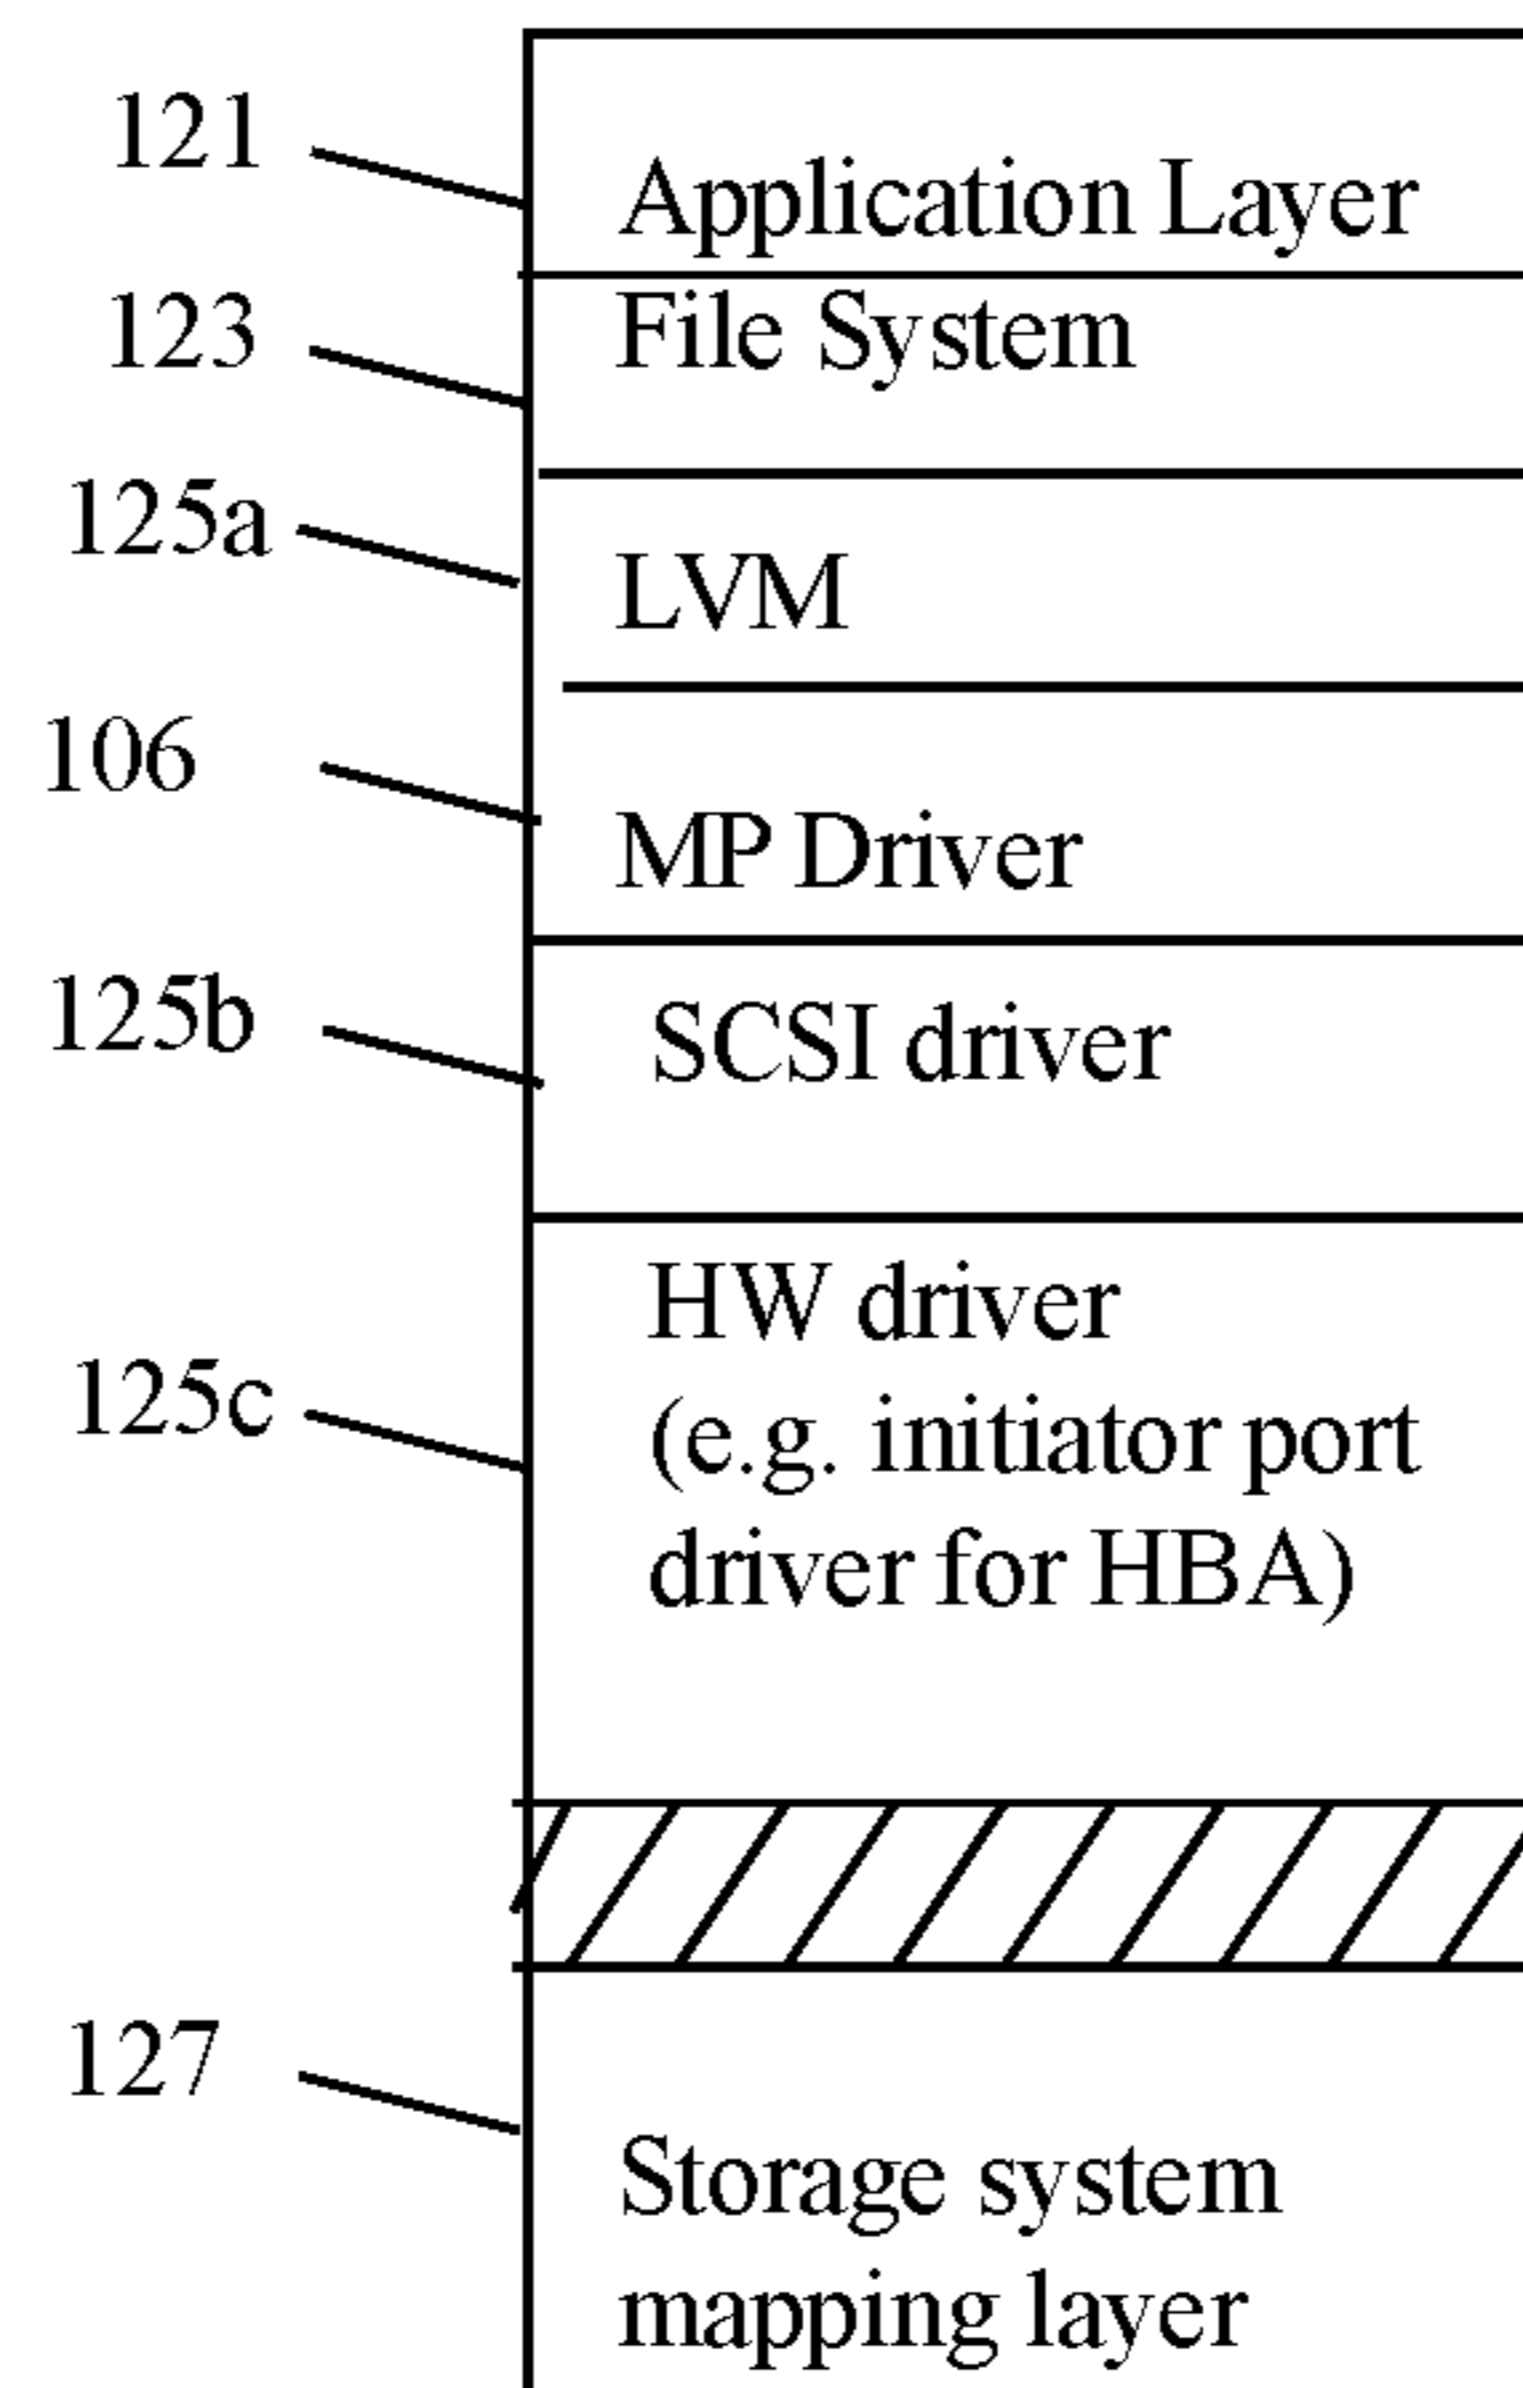 121
Application Layer
123
File System
125a
LVM
106
MP Driver
125b
SCSI driver
HW driver
125c
(e.g. initiator port
driver for HBA)
127
Storage system
mapping layer